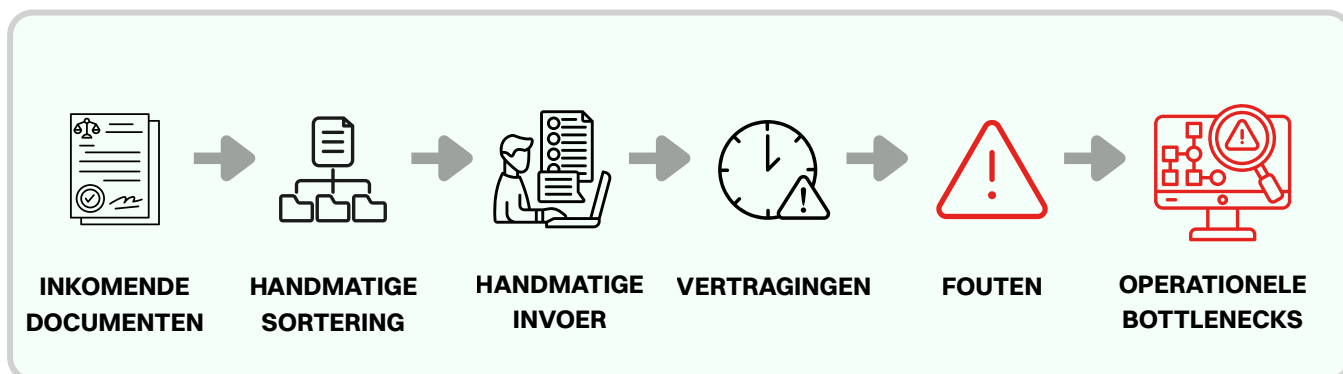 INKOMENDE
DOCUMENTEN
HANDMATIGE
SORTERING
HANDMATIGE
INVOER
VERTRAGINGEN
FOUTEN
OPERATIONELE
BOTTLENECKS